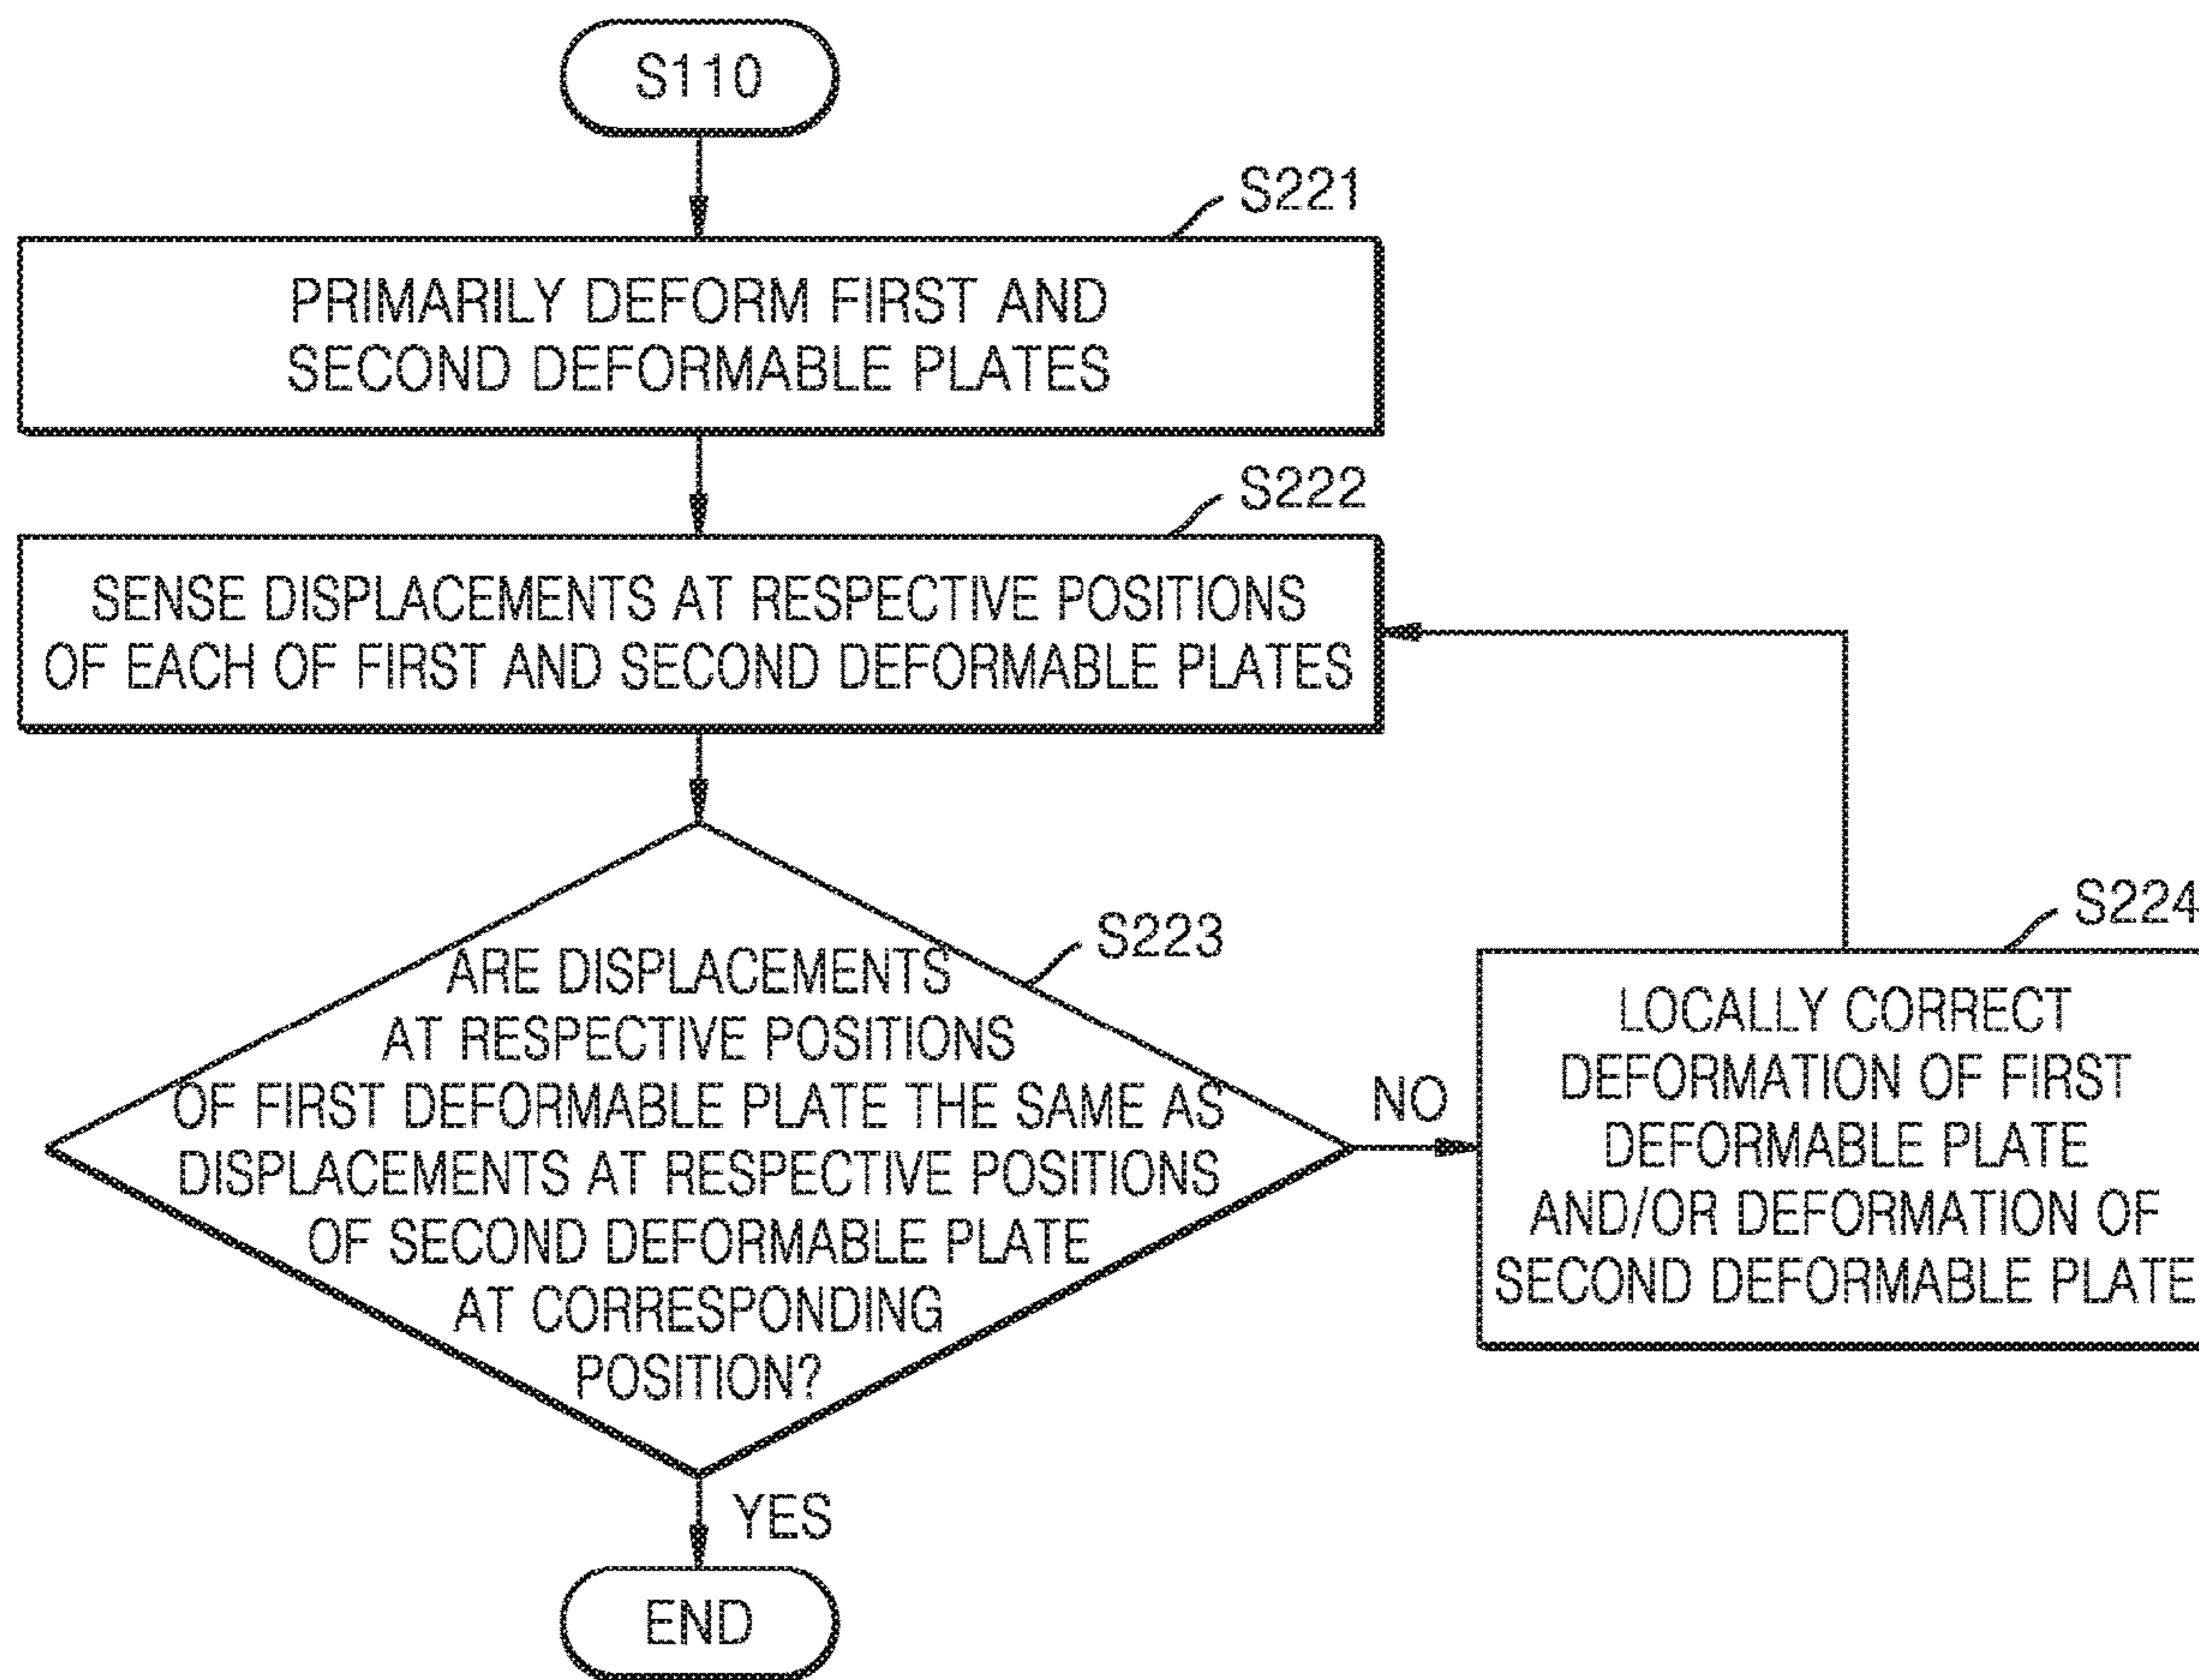 S110
S221
PRIMARILY DEFORM FIRST AND
SECOND DEFORMABLE PLATES
S222
SENSE DISPLACEMENTS AT RESPECTIVE POSITIONS
OF EACH OF FIRST AND SECOND DEFORMABLE PLATES
S223
ARE DISPLACEMENTS
AT RESPECTIVE POSITIONS
OF FIRST DEFORMABLE PLATE THE SAME AS
DISPLACEMENTS AT RESPECTIVE POSITIONS
OF SECOND DEFORMABLE PLATE
AT CORRESPONDING
POSITION?
NO
S224
LOCALLY CORRECT
DEFORMATION OF FIRST
DEFORMABLE PLATE
AND/OR DEFORMATION OF
SECOND DEFORMABLE PLATE
YES
END